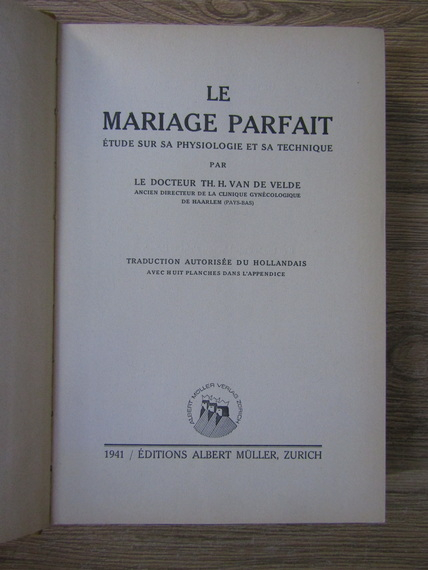 LE
MARIAGE PARFAIT
ÉTUDE SUR SA PHYSIOLOGIE ET SA TECHNIQUE
PAR
LE DOCTEUR TH. H. VAN DE VELDE
ANCIEN DIRECTEUR DE LA CLINIQUE GYNÉCOLOGIQUE
DE HAARLEM (PAYS-BAS)
TRADUCTION AUTORISÉE DU HOLLANDAIS
AVEC HUIT PLANCHES DANS L'APPENDICE
ALBERT MÜLLER VERLAG ZÜRICH
1941 / ÉDITIONS ALBERT MÜLLER, ZURICH